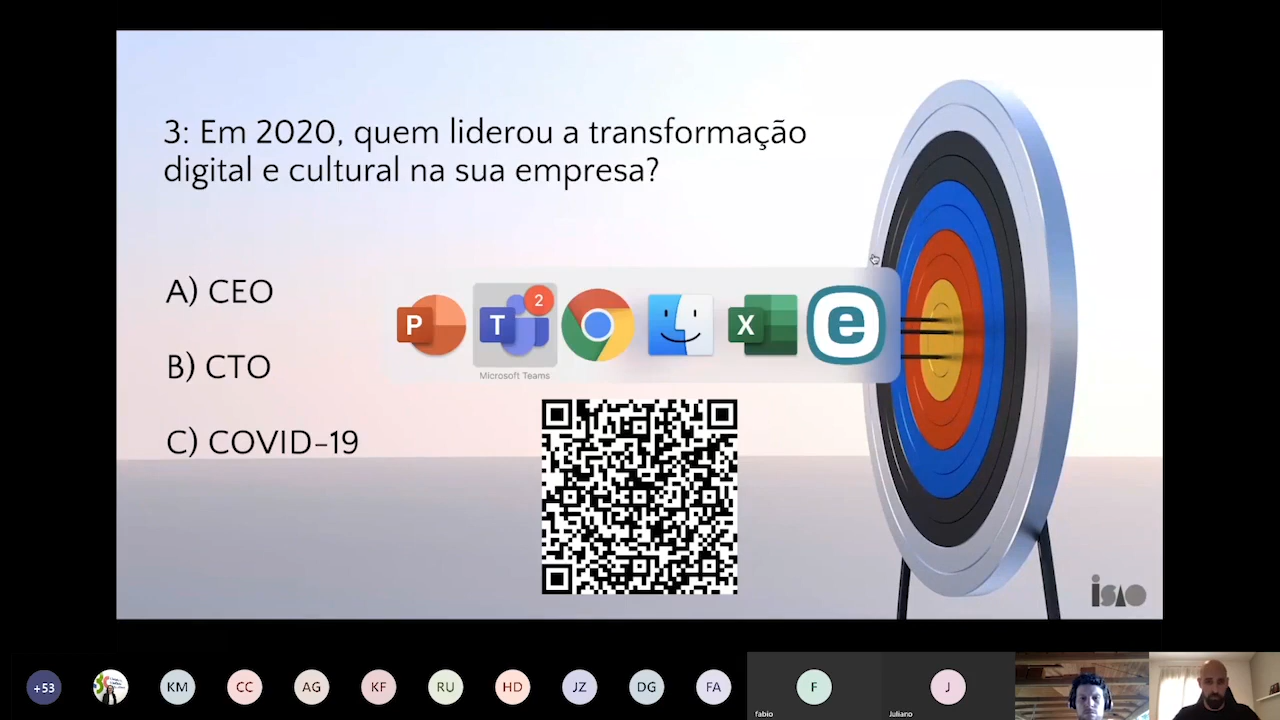 3: Em 2020, quem liderou a transformação
digital e cultural na sua empresa?
A) CEO
B) CTO
C) COVID-19
P
T
2
X
e
Microsoft Teams
isao
+53
KM
CC
AG
KF
RU
HD
JZ
DG
FA
F
J
fabio
Juliano